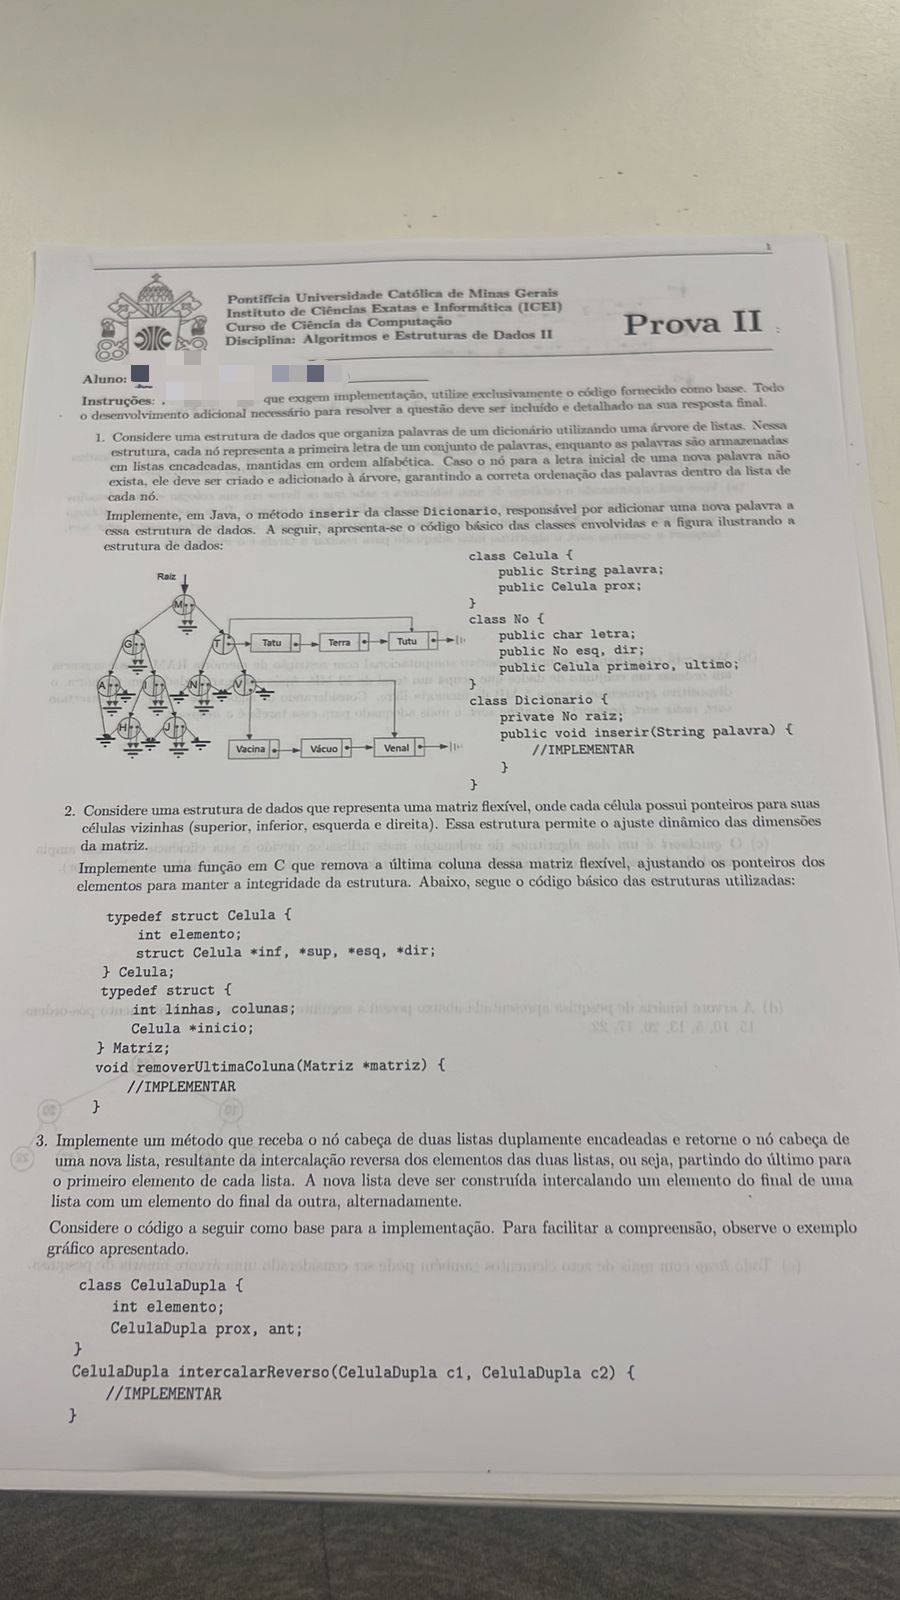 1
Pontifícia Universidade Católica de Minas Gerais
Instituto de Ciências Exatas e Informática (ICEI)
Curso de Ciência da Computação
Disciplina: Algoritmos e Estruturas de Dados II
Prova II
Aluno:
Instruções: que exigem implementação, utilize exclusivamente o código fornecido como base. Todo
o desenvolvimento adicional necessário para resolver a questão deve ser incluído e detalhado na sua resposta final.
1. Considere uma estrutura de dados que organiza palavras de um dicionário utilizando uma árvore de listas. Nessa
estrutura, cada nó representa a primeira letra de um conjunto de palavras, enquanto as palavras são armazenadas
em listas encadeadas, mantidas em ordem alfabética. Caso o nó para a letra inicial de uma nova palavra não
exista, ele deve ser criado e adicionado à árvore, garantindo a correta ordenação das palavras dentro da lista de
cada nó.
Implemente, em Java, o método inserir da classe Dicionario, responsável por adicionar uma nova palavra a
essa estrutura de dados. A seguir, apresenta-se o código básico das classes envolvidas e a figura ilustrando a
estrutura de dados:
Raiz
M
G
T
Tatu
Terra
Tutu
A
I
N
V
H
J
Vacina
Vácuo
Venal
class Celula {
public String palavra;
public Celula prox;
}
class No {
public char letra;
public No esq, dir;
public Celula primeiro, ultimo;
}
class Dicionario {
private No raiz;
public void inserir(String palavra) {
//IMPLEMENTAR
}
}
2. Considere uma estrutura de dados que representa uma matriz flexível, onde cada célula possui ponteiros para suas
células vizinhas (superior, inferior, esquerda e direita). Essa estrutura permite o ajuste dinâmico das dimensões
da matriz.
Implemente uma função em C que remova a última coluna dessa matriz flexível, ajustando os ponteiros dos
elementos para manter a integridade da estrutura. Abaixo, segue o código básico das estruturas utilizadas:
typedef struct Celula {
int elemento;
struct Celula *inf, *sup, *esq, *dir;
} Celula;
typedef struct {
int linhas, colunas;
Celula *inicio;
} Matriz;
void removerUltimaColuna(Matriz *matriz) {
//IMPLEMENTAR
}
3. Implemente um método que receba o nó cabeça de duas listas duplamente encadeadas e retorne o nó cabeça de
uma nova lista, resultante da intercalação reversa dos elementos das duas listas, ou seja, partindo do último para
o primeiro elemento de cada lista. A nova lista deve ser construída intercalando um elemento do final de uma
lista com um elemento do final da outra, alternadamente.
Considere o código a seguir como base para a implementação. Para facilitar a compreensão, observe o exemplo
gráfico apresentado.
class CelulaDupla {
int elemento;
CelulaDupla prox, ant;
}
CelulaDupla intercalarReverso(CelulaDupla c1, CelulaDupla c2) {
//IMPLEMENTAR
}